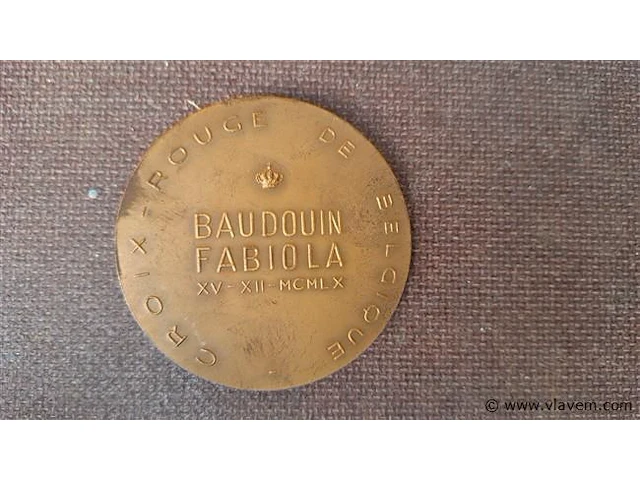 CROIX-ROUGE DE BELGIQUE
BAUDOUIN
FABIOLA
XV-XII-MCMLX
© www.vlavem.com